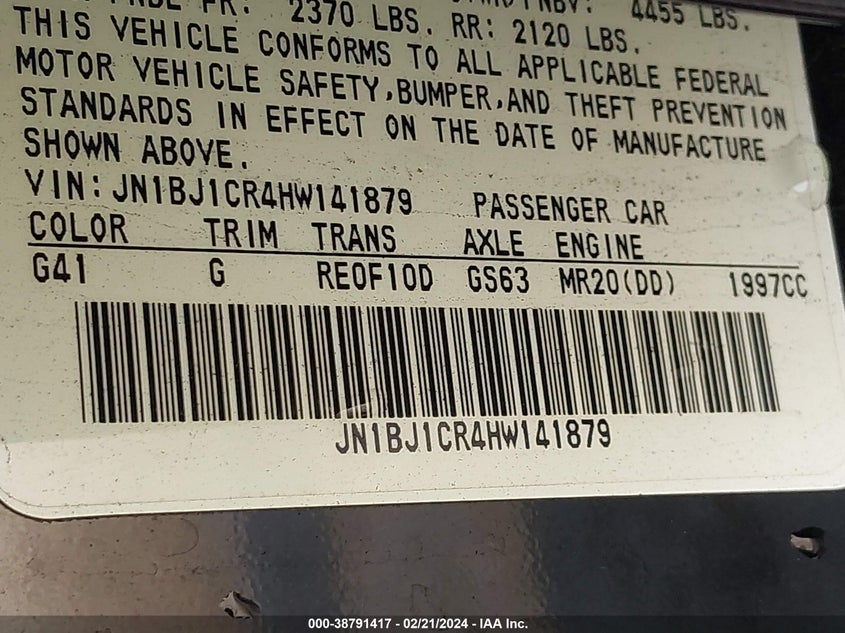 FR: 2370 LBS. RR: 2120 LBS. 4455 LBS.
THIS VEHICLE CONFORMS TO ALL APPLICABLE FEDERAL
MOTOR VEHICLE SAFETY,BUMPER,AND THEFT PREVENTION
STANDARDS IN EFFECT ON THE DATE OF MANUFACTURE
SHOWN ABOVE.
VIN: JN1BJ1CR4HW141879 PASSENGER CAR
COLOR TRIM TRANS AXLE ENGINE
G41 G RE0F10D GS63 MR20(DD) 1997CC
JN1BJ1CR4HW141879
000-38791417 - 02/21/2024 - IAA Inc.